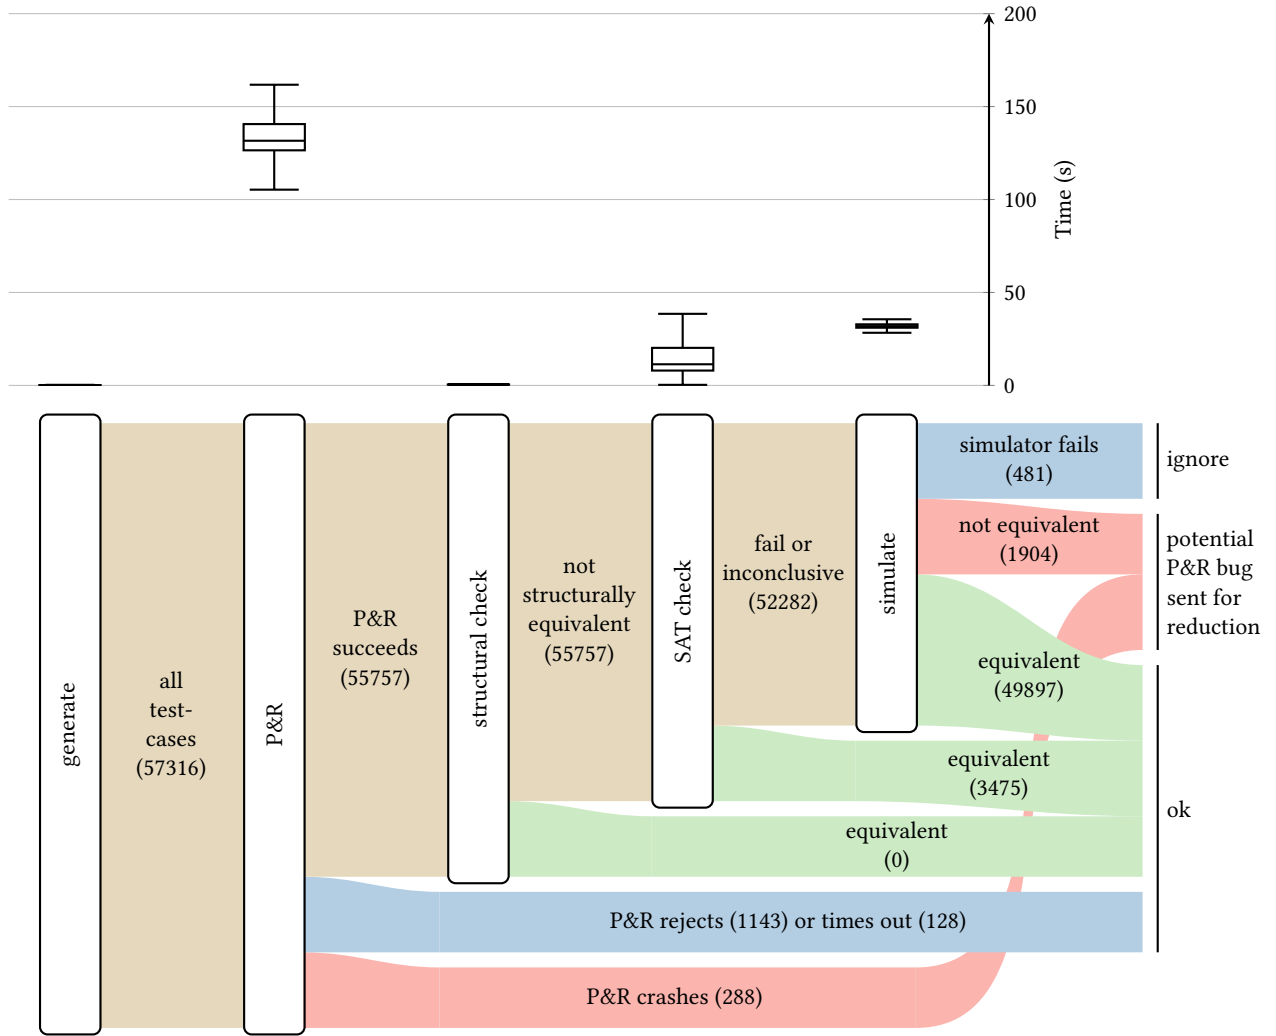 200
150
100
50
0
Time (s)
generate
all
test-
cases
(57316)
P&R
P&R
succeeds
(55757)
structural check
not
structurally
equivalent
(55757)
SAT check
fail or
inconclusive
(52282)
simulate
simulator fails
(481)
ignore
not equivalent
(1904)
potential
P&R bug
sent for
reduction
equivalent
(49897)
equivalent
(3475)
equivalent
(0)
ok
P&R rejects (1143) or times out (128)
P&R crashes (288)